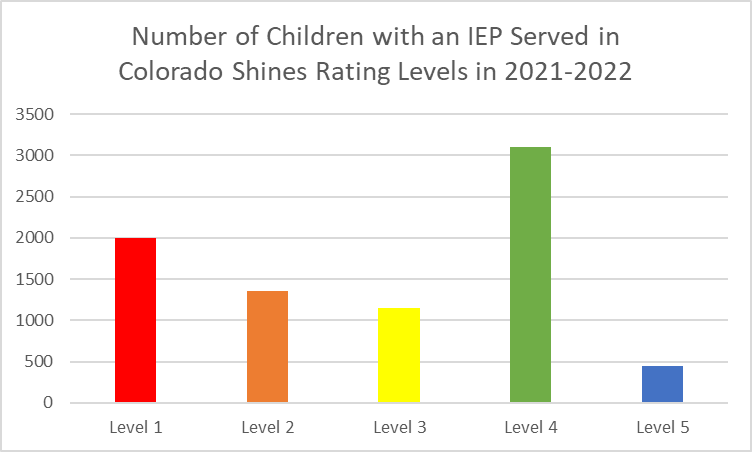 Number of Children with an IEP Served in
Colorado Shines Rating Levels in 2021-2022
3500
3000
2500
2000
1500
1000
500
0
Level 1 Level 2 Level 3 Level 4 Level 5